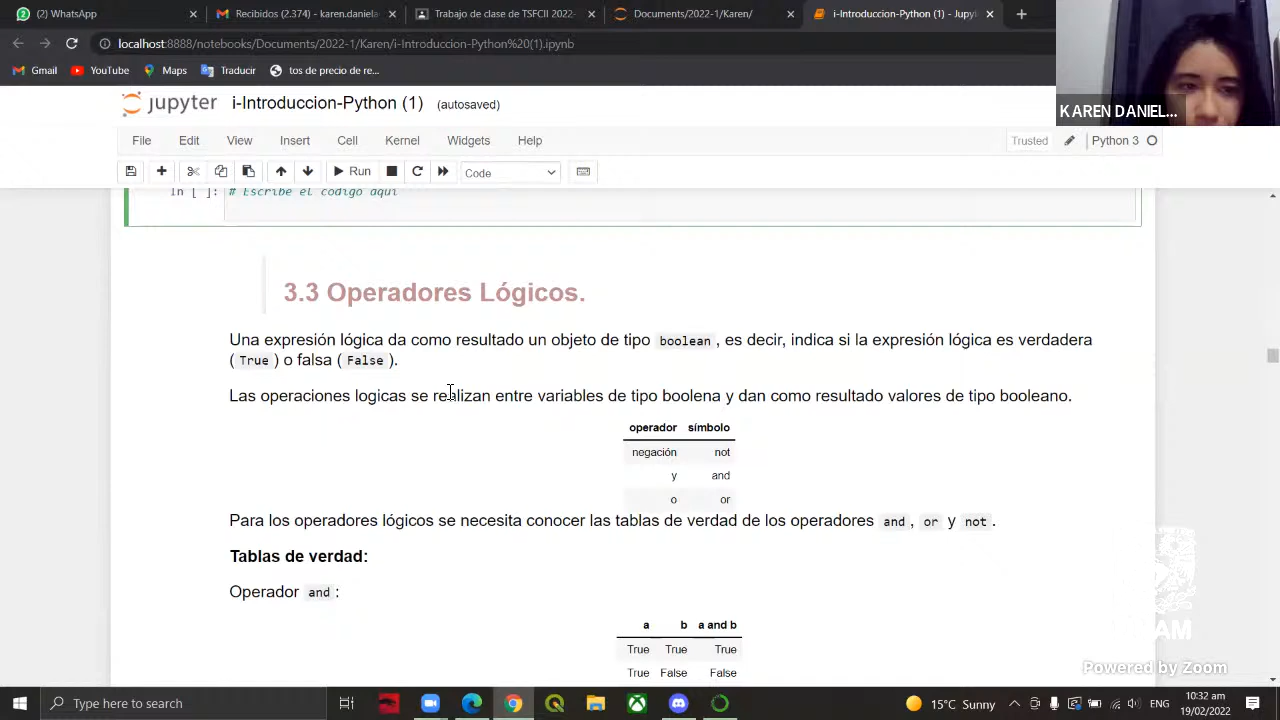 (2) WhatsApp
Recibidos (2.374) - karen.daniela
Trabajo de clase de TSFCII 2022-
Documents/2022-1/Karen/
i-Introduccion-Python (1) - Jupyt
localhost:8888/notebooks/Documents/2022-1/Karen/i-Introduccion-Python%20(1).ipynb
Gmail
YouTube
Maps
Traducir
tos de precio de re...
KAREN DANIEL...
jupyter i-Introduccion-Python (1) (autosaved)
File Edit View Insert Cell Kernel Widgets Help
Trusted Python 3
Run Code
In [ ]: # Escribe el codigo aqui
3.3 Operadores Lógicos.
Una expresión lógica da como resultado un objeto de tipo boolean , es decir, indica si la expresión lógica es verdadera
( True ) o falsa ( False ).
Las operaciones logicas se realizan entre variables de tipo boolena y dan como resultado valores de tipo booleano.
operador símbolo
negación not
y and
o or
Para los operadores lógicos se necesita conocer las tablas de verdad de los operadores and , or y not .
Tablas de verdad:
Operador and :
a b a and b
True True True
True False False
Powered by Zoom
Type here to search
15°C Sunny
ENG
10:32 am
19/02/2022